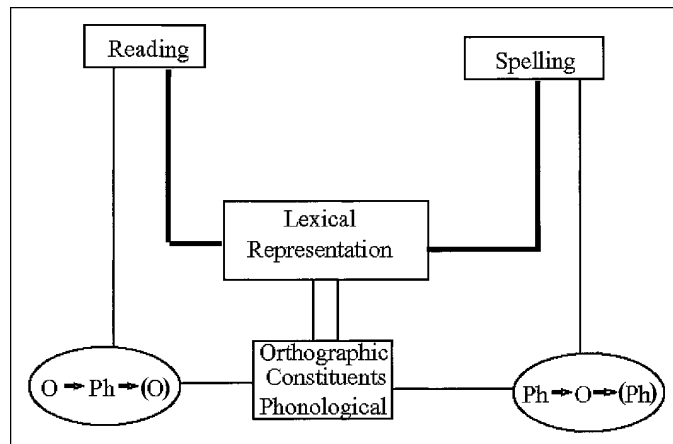 Reading
Spelling
Lexical
Representation
Orthographic
Constituents
Phonological
O → Ph → (O)
Ph → O → (Ph)